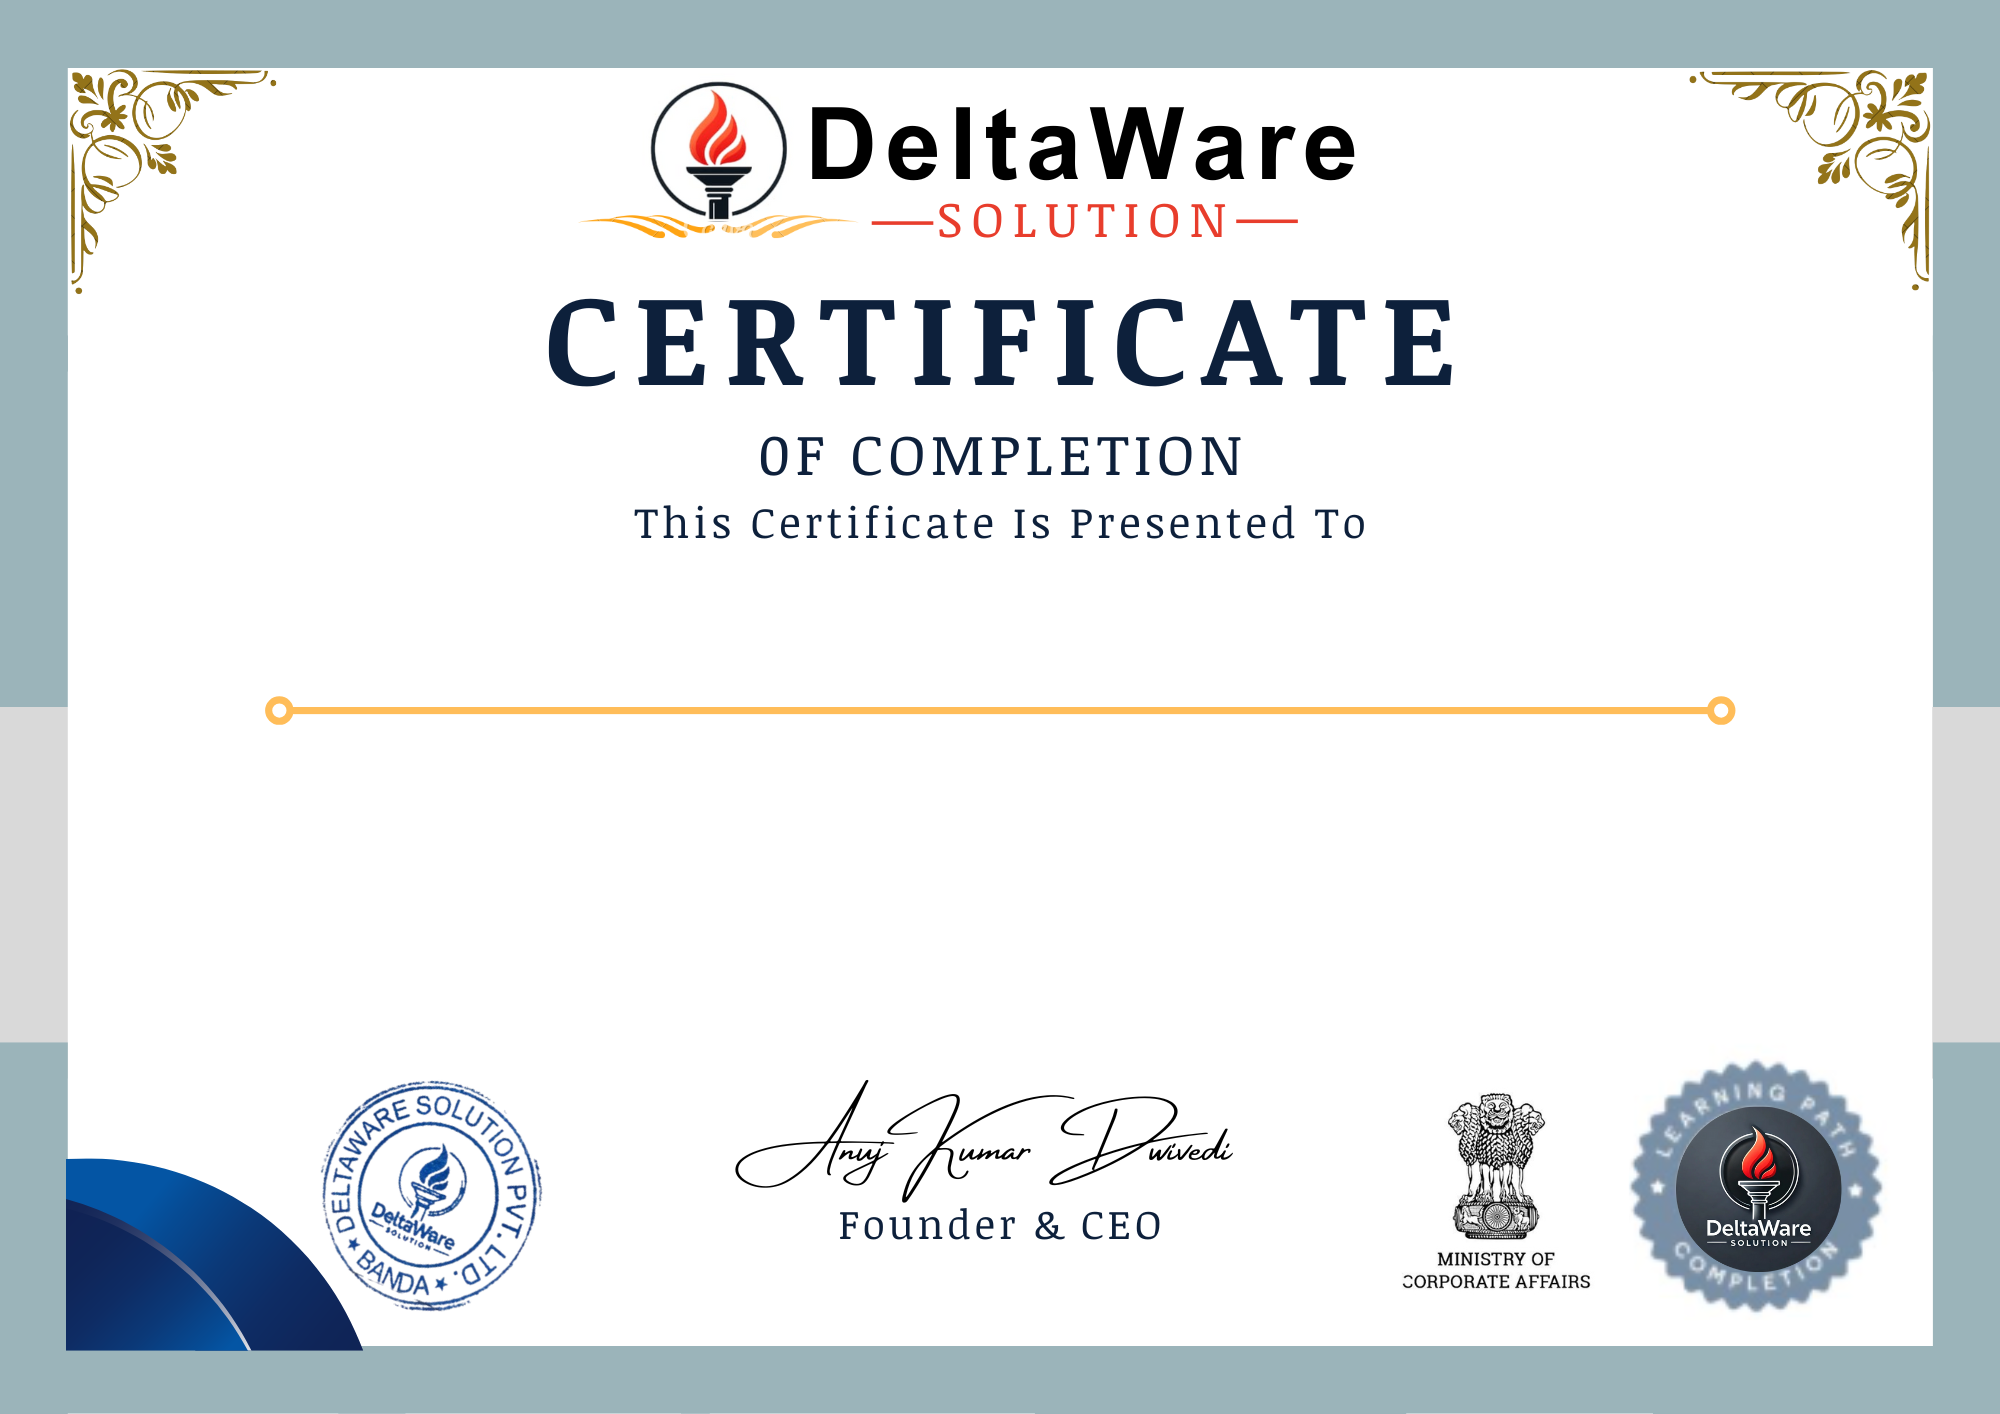 DeltaWare
SOLUTION
CERTIFICATE
0F COMPLETION
This Certificate Is Presented To
DELTAWARE SOLUTION PVT. LTD.
★ BANDA ★
DeltaWare
SOLUTION
Anuj Kumar Dwivedi
Founder & CEO
MINISTRY OF
CORPORATE AFFAIRS
LEARNING PATH
DeltaWare
SOLUTION
COMPLETION